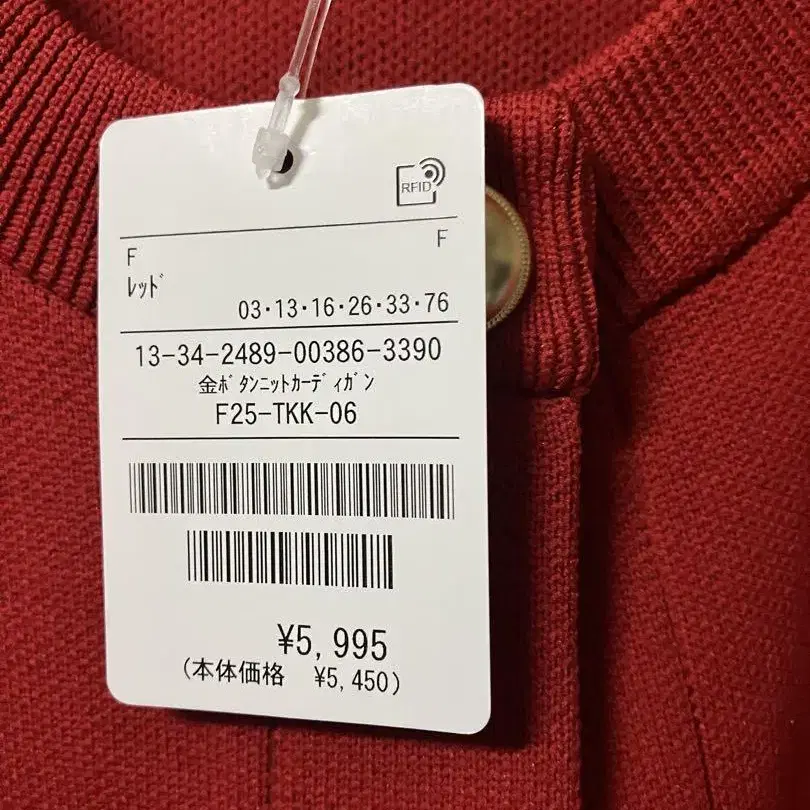 RFID
F F
ﾚｯﾄﾞ
03・13・16・26・33・76
13-34-2489-00386-3390
金ﾎﾞﾀﾝﾆｯﾄｶｰﾃﾞｨｶﾞﾝ
F25-TKK-06
¥5,995
(本体価格 ¥5,450)